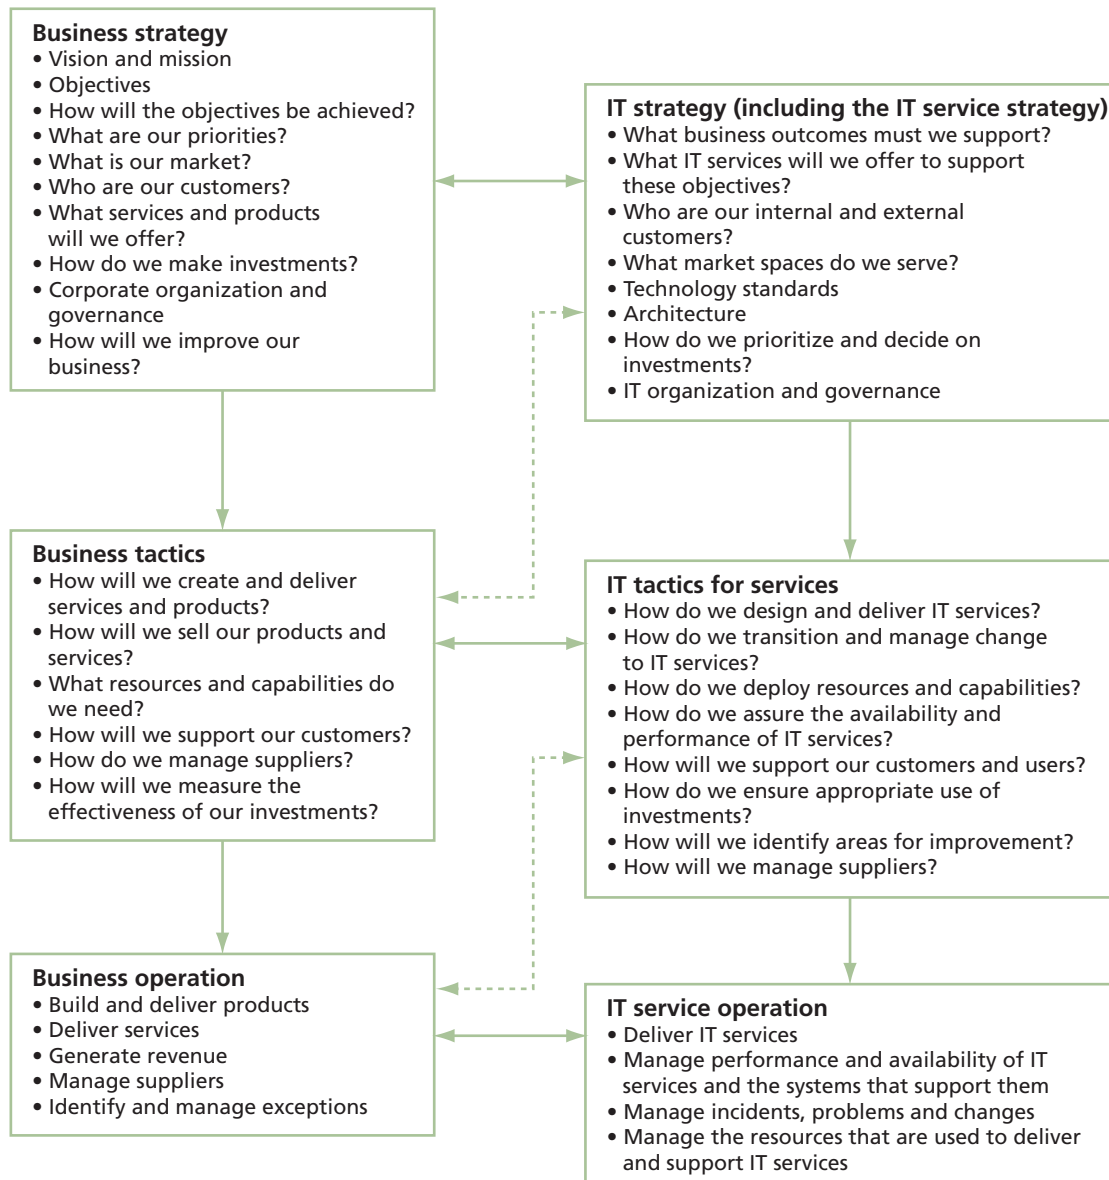 Business strategy
• Vision and mission
• Objectives
• How will the objectives be achieved?
• What are our priorities?
• What is our market?
• Who are our customers?
• What services and products
will we offer?
• How do we make investments?
• Corporate organization and
governance
• How will we improve our
business?
IT strategy (including the IT service strategy)
• What business outcomes must we support?
• What IT services will we offer to support
these objectives?
• Who are our internal and external
customers?
• What market spaces do we serve?
• Technology standards
• Architecture
• How do we prioritize and decide on
investments?
• IT organization and governance
Business tactics
• How will we create and deliver
services and products?
• How will we sell our products and
services?
• What resources and capabilities do
we need?
• How will we support our customers?
• How do we manage suppliers?
• How will we measure the
effectiveness of our investments?
IT tactics for services
• How do we design and deliver IT services?
• How do we transition and manage change
to IT services?
• How do we deploy resources and capabilities?
• How do we assure the availability and
performance of IT services?
• How will we support our customers and users?
• How do we ensure appropriate use of
investments?
• How will we identify areas for improvement?
• How will we manage suppliers?
Business operation
• Build and deliver products
• Deliver services
• Generate revenue
• Manage suppliers
• Identify and manage exceptions
IT service operation
• Deliver IT services
• Manage performance and availability of IT
services and the systems that support them
• Manage incidents, problems and changes
• Manage the resources that are used to deliver
and support IT services